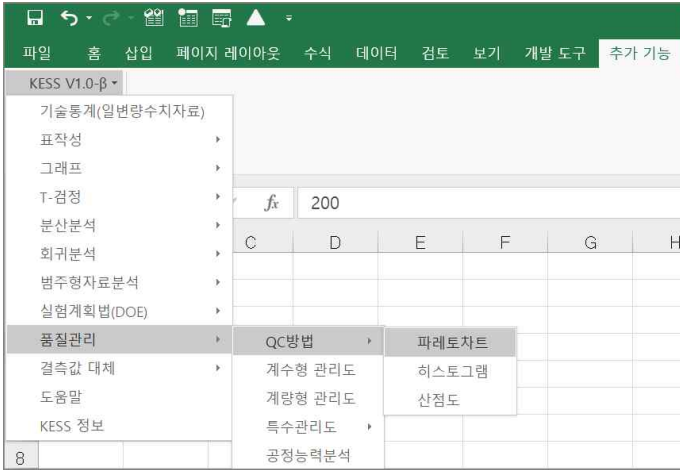 파일 홈 삽입 페이지 레이아웃 수식 데이터 검토 보기 개발 도구 추가 기능
KESS V1.0-β
기술통계(일변량수치자료)
표작성
그래프
T-검정
fx 200
분산분석
C D E F G H
회귀분석
범주형자료분석
실험계획법(DOE)
품질관리 QC방법 파레토차트
결측값 대체 계수형 관리도 히스토그램
도움말 계량형 관리도 산점도
KESS 정보 특수관리도
8 공정능력분석